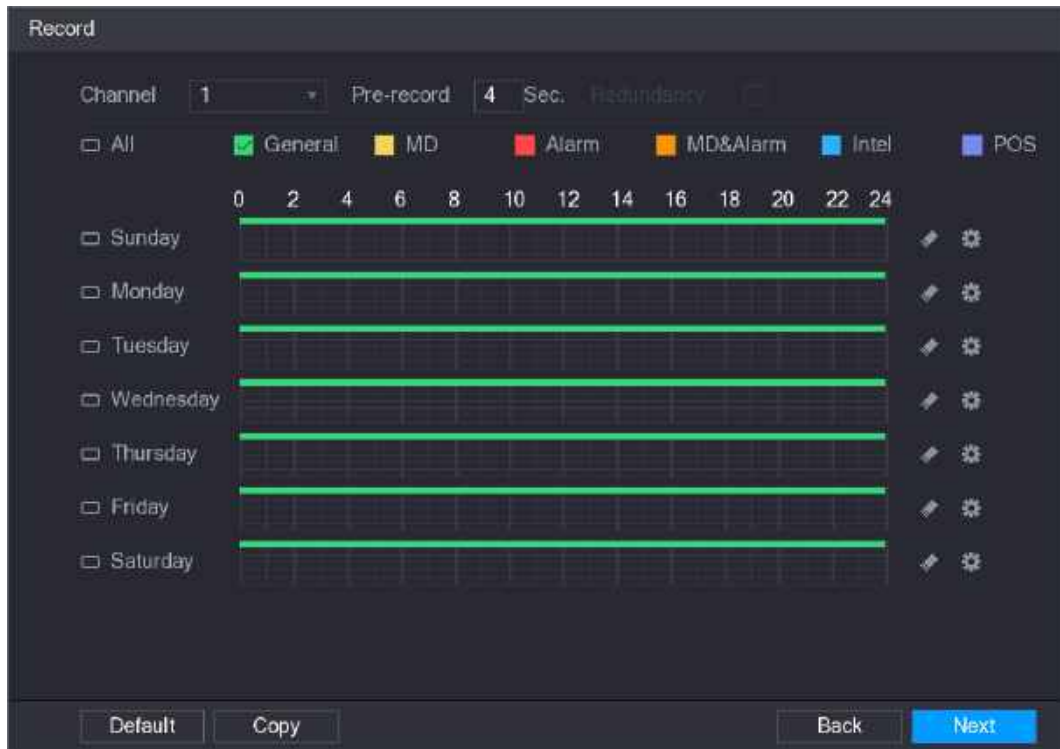 Record
Channel 1 Pre-record 4 Sec. Redundancy
All General MD Alarm MD&Alarm Intel POS
0 2 4 6 8 10 12 14 16 18 20 22 24
Sunday
Monday
Tuesday
Wednesday
Thursday
Friday
Saturday
Default Copy Back Next